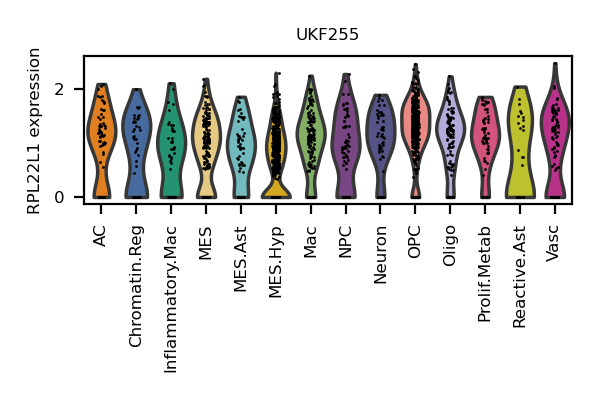 UKF255
RPL22L1 expression
2
0
AC
Chromatin.Reg
Inflammatory.Mac
MES
MES.Ast
MES.Hyp
Mac
NPC
Neuron
OPC
Oligo
Prolif.Metab
Reactive.Ast
Vasc